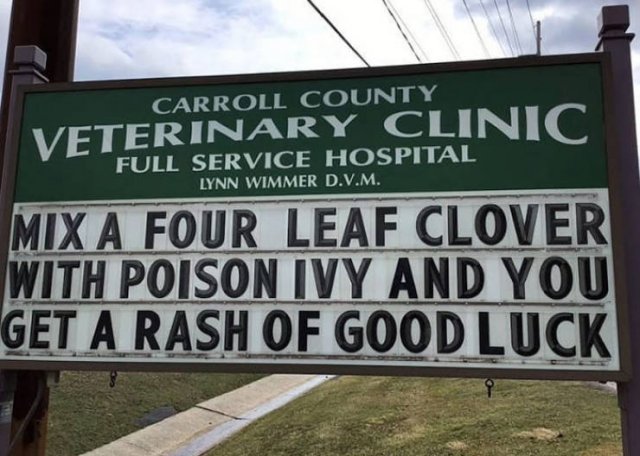 CARROLL COUNTY
VETERINARY CLINIC
FULL SERVICE HOSPITAL
LYNN WIMMER D.V.M.
MIX A FOUR LEAF CLOVER
WITH POISON IVY AND YOU
GET A RASH OF GOOD LUCK